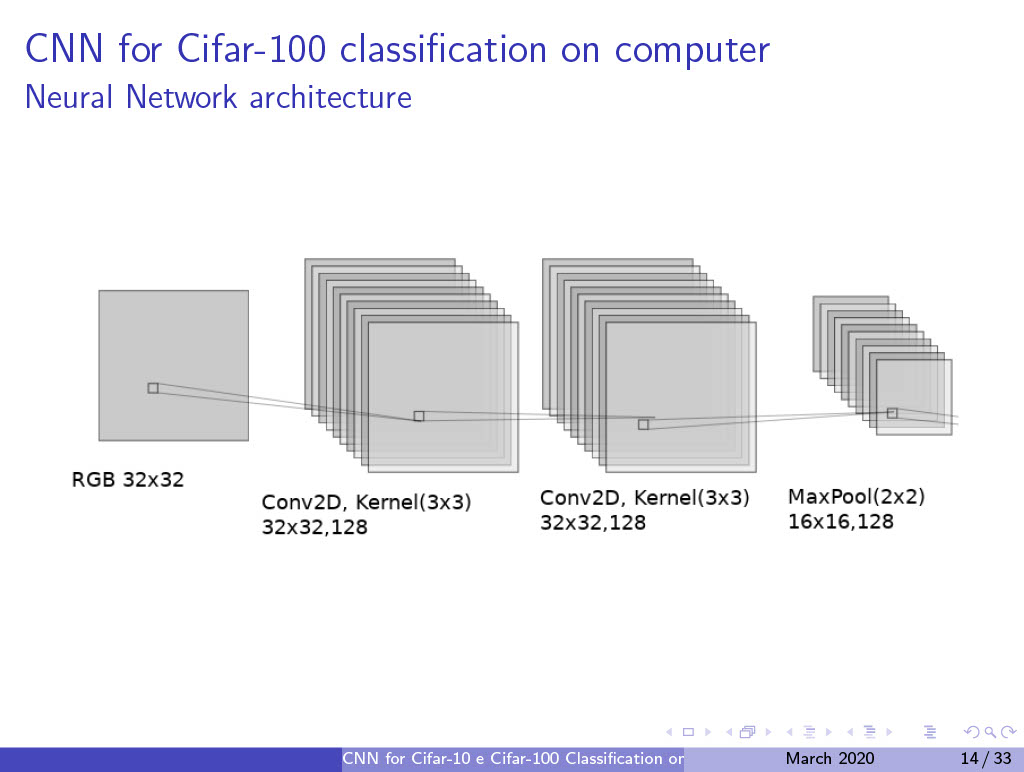 CNN for Cifar-100 classification on computer
Neural Network architecture
RGB 32x32
Conv2D, Kernel(3x3)
32x32,128
Conv2D, Kernel(3x3)
32x32,128
MaxPool(2x2)
16x16,128
CNN for Cifar-10 e Cifar-100 Classification on
March 2020
14 / 33